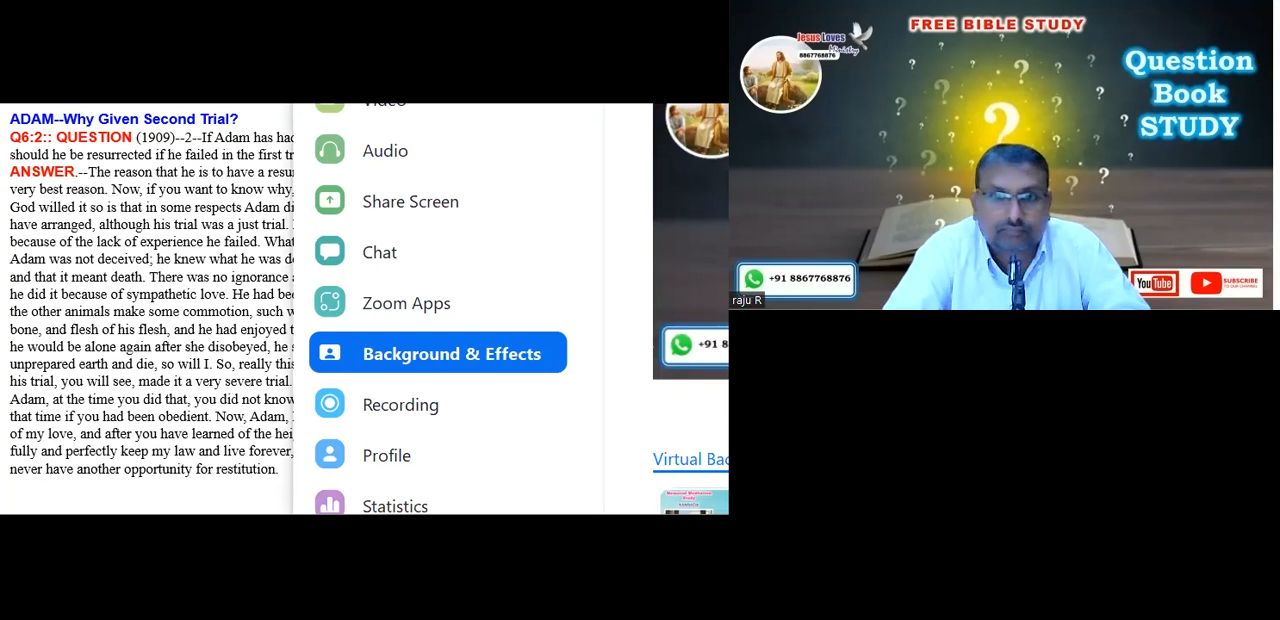 ADAM--Why Given Second Trial?
Q6:2:: QUESTION (1909)--2--If Adam has had
should he be resurrected if he failed in the first tr
ANSWER.--The reason that he is to have a resu
very best reason. Now, if you want to know why,
God willed it so is that in some respects Adam di
have arranged, although his trial was a just trial.
because of the lack of experience he failed. What
Adam was not deceived; he knew what he was do
and that it meant death. There was no ignorance
he did it because of sympathetic love. He had bee
the other animals make some commotion, such w
bone, and flesh of his flesh, and he had enjoyed t
he would be alone again after she disobeyed, he s
unprepared earth and die, so will I. So, really this
his trial, you will see, made it a very severe trial.
Adam, at the time you did that, you did not know
that time if you had been obedient. Now, Adam,
of my love, and after you have learned of the hei
fully and perfectly keep my law and live forever,
never have another opportunity for restitution.
Video
Audio
Share Screen
Chat
Zoom Apps
Background & Effects
Recording
Profile
Statistics
+91 8
Virtual Bac
FREE BIBLE STUDY
Jesus Loves
Ministry
8867768876
Question
Book
STUDY
+91 8867768876
raju R
YouTube
SUBSCRIBE